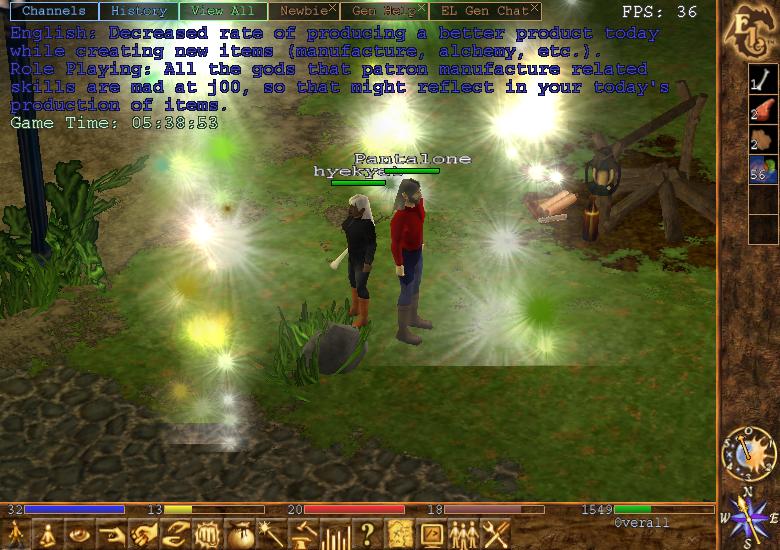 Channels History View All Newbie Gen Help EL Gen Chat FPS: 36
English: Decreased rate of producing a better product today
while creating new items (manufacture, alchemy, etc.).
Role Playing: All the gods that patron manufacture related
skills are mad at j00, so that might reflect in your today's
production of items.
Game Time: 05:38:53
Pantalone
EL
1
2
2
56
N
W E
S
32 13 20 18 1549
Overall
?